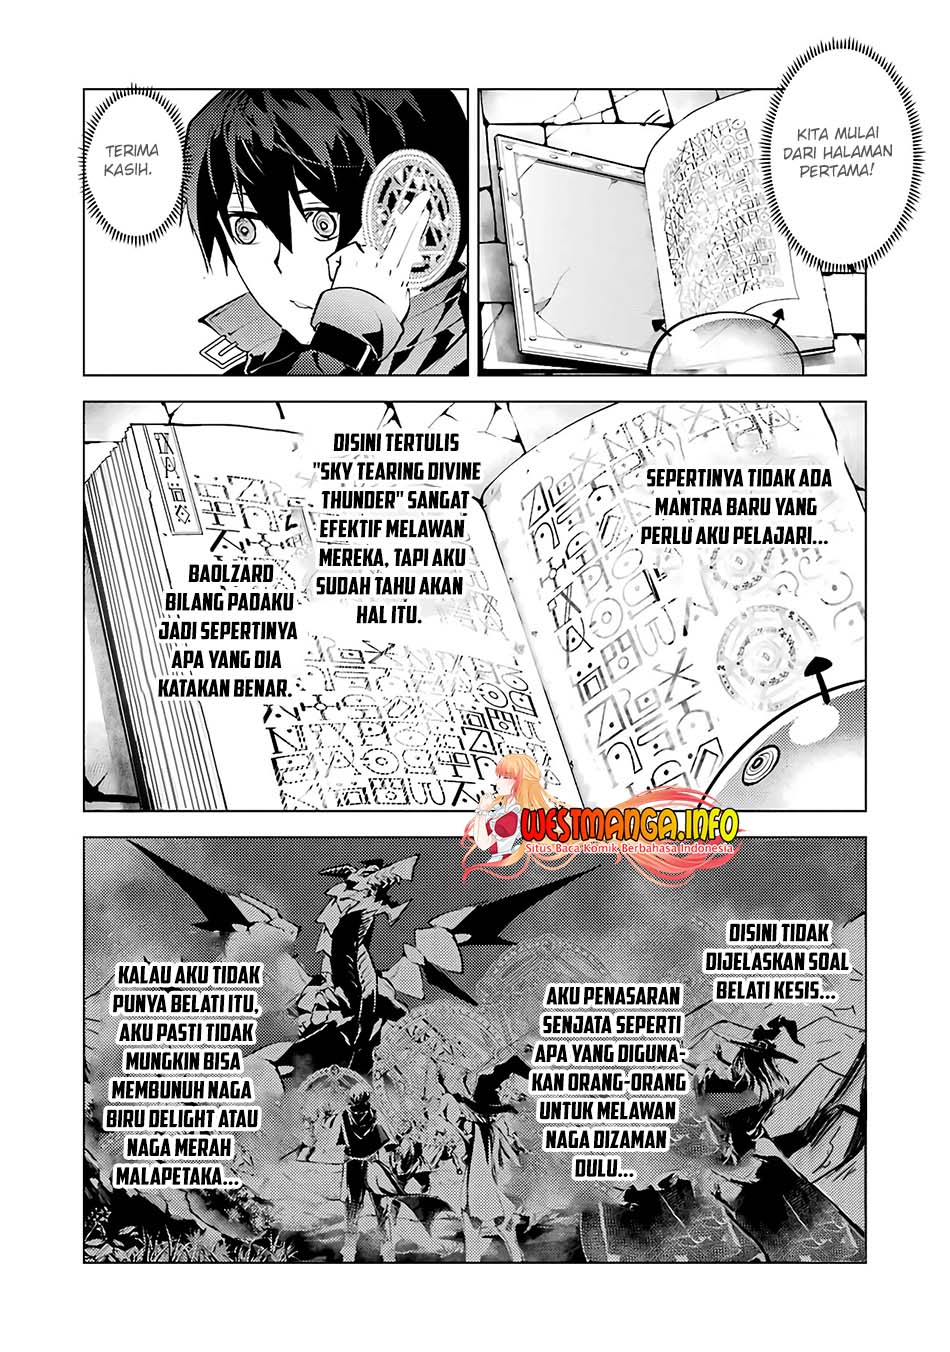 KITA MULAI
DARI HALAMAN
PERTAMA!
TERIMA
KASIH.
SEPERTINYA TIDAK ADA
MANTRA BARU YANG
PERLU AKU PELAJARI...
DISINI TERTULIS
"SKY TEARING DIVINE
THUNDER" SANGAT
EFEKTIF MELAWAN
MEREKA, TAPI AKU
SUDAH TAHU AKAN
HAL ITU.
BAOLZARD
BILANG PADAKU
JADI SEPERTINYA
APA YANG DIA
KATAKAN BENAR.
WESTMANGA.INFO
Situs Baca Komik Berbahasa Indonesia
DISINI TIDAK
DIJELASKAN SOAL
BELATI KESIS...
AKU PENASARAN
SENJATA SEPERTI
APA YANG DIGUNA-
KAN ORANG-ORANG
UNTUK MELAWAN
NAGA DIZAMAN
DULU...
KALAU AKU TIDAK
PUNYA BELATI ITU,
AKU PASTI TIDAK
MUNGKIN BISA
MEMBUNUH NAGA
BIRU DELIGHT ATAU
NAGA MERAH
MALAPETAKA...